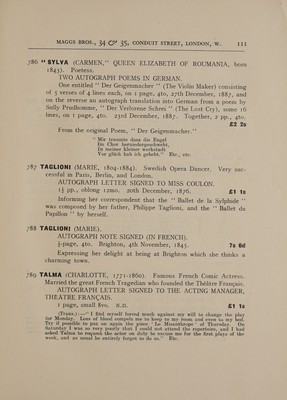 MAGGS BROS., 34 & 35, CONDUIT STREET, LONDON, W. 111
786 "SYLVA (CARMEN," QUEEN ELIZABETH OF ROUMANIA, born
1843). Poetess.
TWO AUTOGRAPH POEMS IN GERMAN.
One entitled "Der Geigenmacher" (The Violin Maker) consisting
of 5 verses of 4 lines each, on 1 page, 4to, 27th December, 1887, and
on the reverse an autograph translation into German from a poem by
Sully Prudhomme, "Der Verlorene Schrei" (The Lost Cry), some 16
lines, on 1 page, 4to. 23rd December, 1887. Together, 2 pp., 4to.
£2 2s
From the original Poem, "Der Geigenmacher."
"Mir traumte dass die Engel
Im Chor herniedergeschwebt,
In meiner kleiner werkstadt
Vor glück hab ich gebebt." Etc., etc.
787 TAGLIONI (MARIE, 1804-1884). Swedish Opera Dancer. Very suc-
cessful in Paris, Berlin, and London.
AUTOGRAPH LETTER SIGNED TO MISS COULON.
1½ pp., oblong 12mo. 20th December, 1876. £1 1s
Informing her correspondent that the "Ballet de la Sylphide"
was composed by her father, Philippe Taglioni, and the "Ballet du
Papillon" by herself.
788 TAGLIONI (MARIE).
AUTOGRAPH NOTE SIGNED (IN FRENCH).
½-page, 4to. Brighton, 4th November, 1845. 7s 6d
Expressing her delight at being at Brighton which she thinks a
charming town.
789 TALMA (CHARLOTTE, 1771-1860). Famous French Comic Actress.
Married the great French Tragedian who founded the Théâtre Français.
AUTOGRAPH LETTER SIGNED TO THE ACTING MANAGER,
THEATRE FRANÇAIS.
1 page, small 8vo. N.D. £1 1s
(Trans.):—"I find myself forced much against my will to change the play
for Monday. Loss of blood compels me to keep to my room and even to my bed.
Try if possible to put on again the piece 'Le Misanthrope' of Thursday. On
Saturday I was so very poorly that I could not attend the repertoire, and I had
asked Talma to request the actor on duty to excuse me for the first plays of the
week, and as usual he entirely forgot to do so." Etc.